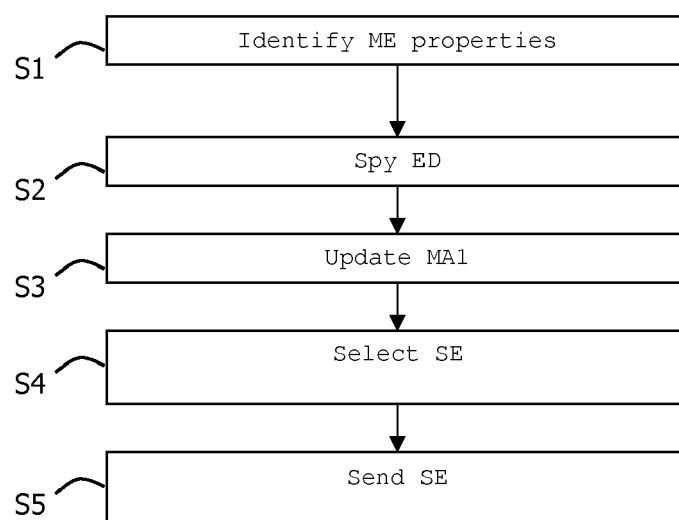 S1 Identify ME properties
S2 Spy ED
S3 Update MA1
S4 Select SE
S5 Send SE